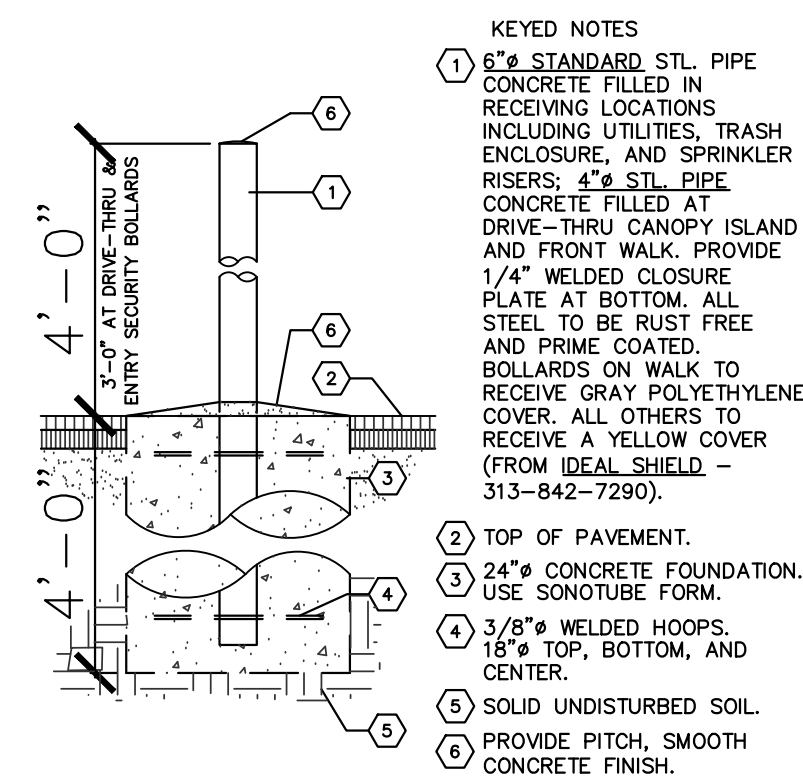 KEYED NOTES
1 6"ø STANDARD STL. PIPE
CONCRETE FILLED IN
RECEIVING LOCATIONS
INCLUDING UTILITIES, TRASH
ENCLOSURE, AND SPRINKLER
RISERS; 4"ø STL. PIPE
CONCRETE FILLED AT
DRIVE-THRU CANOPY ISLAND
AND FRONT WALK. PROVIDE
1/4" WELDED CLOSURE
PLATE AT BOTTOM. ALL
STEEL TO BE RUST FREE
AND PRIME COATED.
BOLLARDS ON WALK TO
RECEIVE GRAY POLYETHYLENE
COVER. ALL OTHERS TO
RECEIVE A YELLOW COVER
(FROM IDEAL SHIELD -
313-842-7290).
2 TOP OF PAVEMENT.
3 24"ø CONCRETE FOUNDATION.
USE SONOTUBE FORM.
4 3/8"ø WELDED HOOPS.
18"ø TOP, BOTTOM, AND
CENTER.
5 SOLID UNDISTURBED SOIL.
6 PROVIDE PITCH, SMOOTH
CONCRETE FINISH.
4'-0"
3'-0" AT DRIVE-THRU &
ENTRY SECURITY BOLLARDS
4'-0"
6
1
6
2
3
4
5